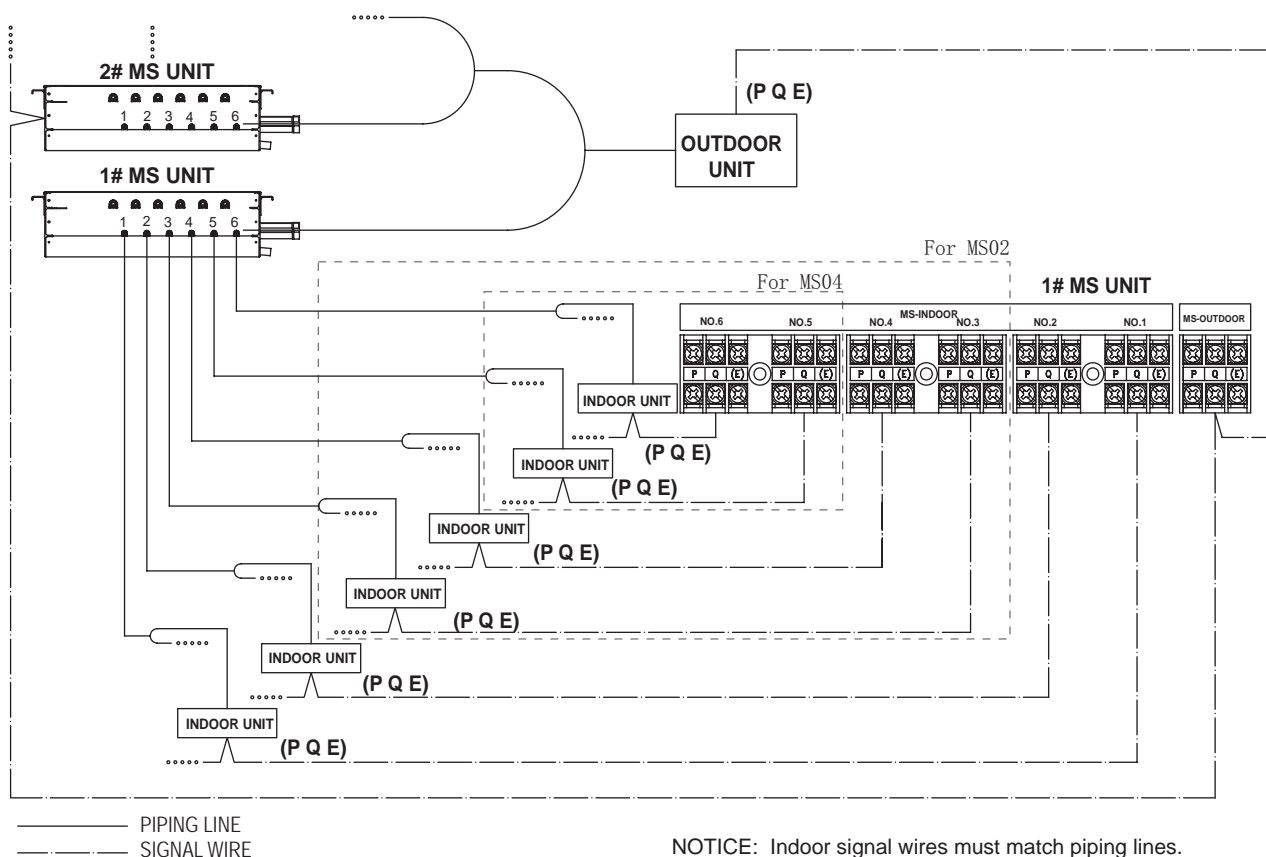 2# MS UNIT
1 2 3 4 5 6
(P Q E)
OUTDOOR
UNIT
1# MS UNIT
1 2 3 4 5 6
For MS02
For MS04
1# MS UNIT
MS-INDOOR
NO.6 NO.5 NO.4 NO.3 NO.2 NO.1
MS-OUTDOOR
P Q (E) P Q (E) P Q (E) P Q (E) P Q (E) P Q (E) P Q (E)
INDOOR UNIT
(P Q E)
INDOOR UNIT
(P Q E)
INDOOR UNIT
(P Q E)
INDOOR UNIT
(P Q E)
INDOOR UNIT
(P Q E)
INDOOR UNIT
(P Q E)
PIPING LINE
SIGNAL WIRE
NOTICE: Indoor signal wires must match piping lines.